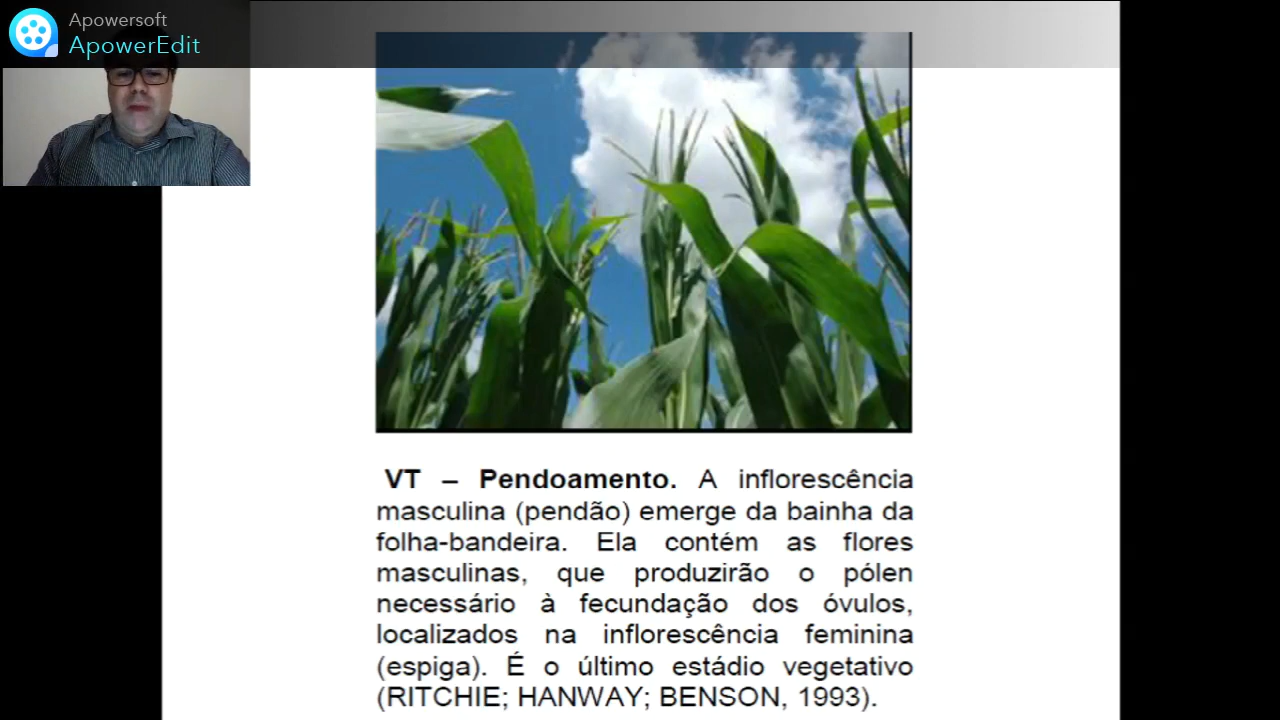 Apowersoft
ApowerEdit
VT – Pendoamento. A inflorescência
masculina (pendão) emerge da bainha da
folha-bandeira. Ela contém as flores
masculinas, que produzirão o pólen
necessário à fecundação dos óvulos,
localizados na inflorescência feminina
(espiga). É o último estádio vegetativo
(RITCHIE; HANWAY; BENSON, 1993).